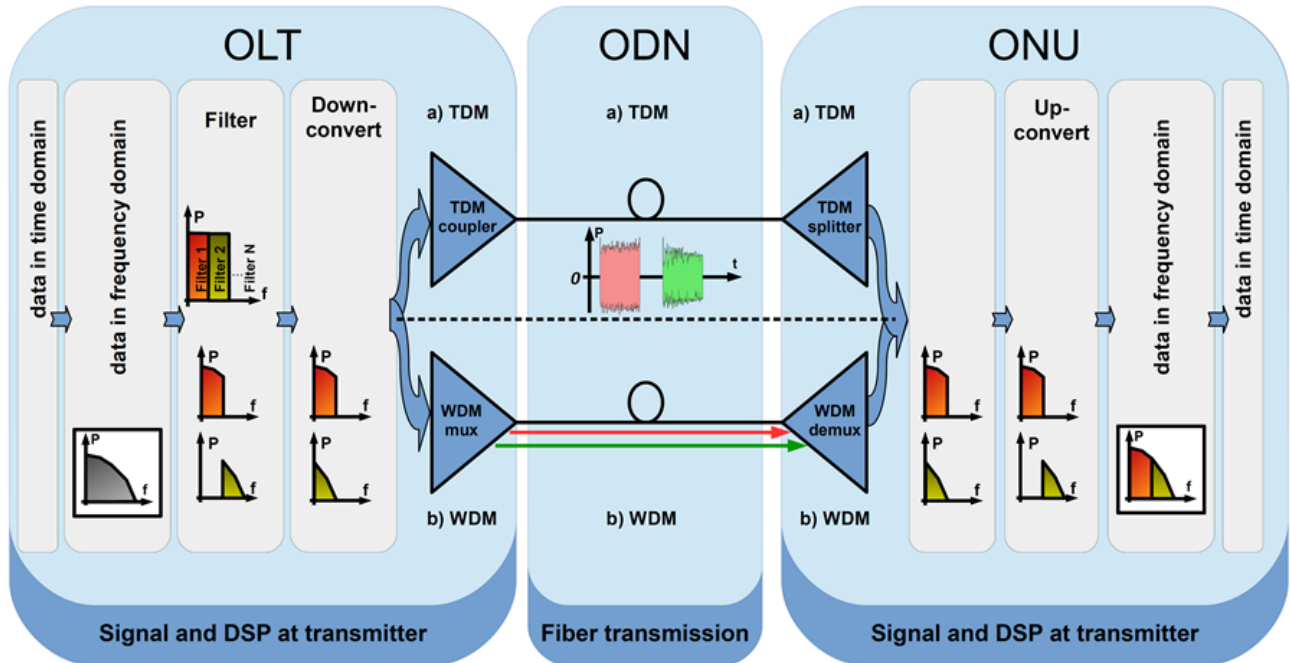 OLT
ODN
ONU
data in time domain
data in frequency domain
P
f
Filter
P
Filter 1
Filter 2
Filter N
f
P
f
P
f
Down-
convert
P
f
P
f
a) TDM
TDM
coupler
WDM
mux
b) WDM
a) TDM
P
0
t
b) WDM
a) TDM
TDM
splitter
WDM
demux
b) WDM
P
f
P
f
Up-
convert
P
f
P
f
data in frequency domain
P
f
data in time domain
Signal and DSP at transmitter
Fiber transmission
Signal and DSP at transmitter